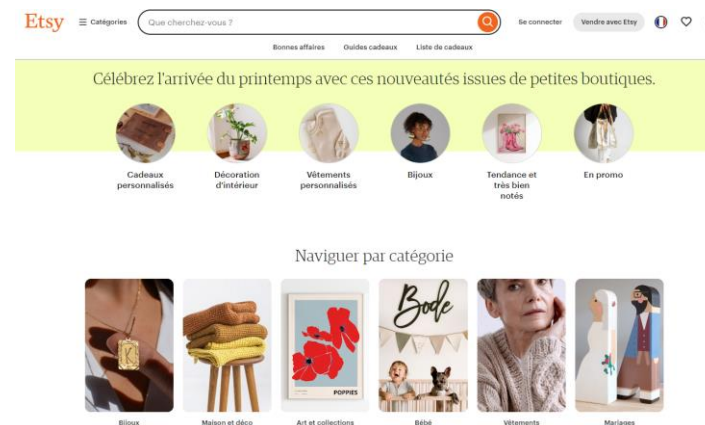 Etsy
Catégories
Que cherchez-vous ?
Se connecter
Vendre avec Etsy
Bonnes affaires
Guides cadeaux
Liste de cadeaux
Célébrez l'arrivée du printemps avec ces nouveautés issues de petites boutiques.
Cadeaux
personnalisés
Décoration
d'intérieur
Vêtements
personnalisés
Bijoux
Tendance et
très bien
notés
En promo
Naviguer par catégorie
K
POPPIES
Bode
Bijoux
Maison et déco
Art et collections
Bébé
Vêtements
Mariages